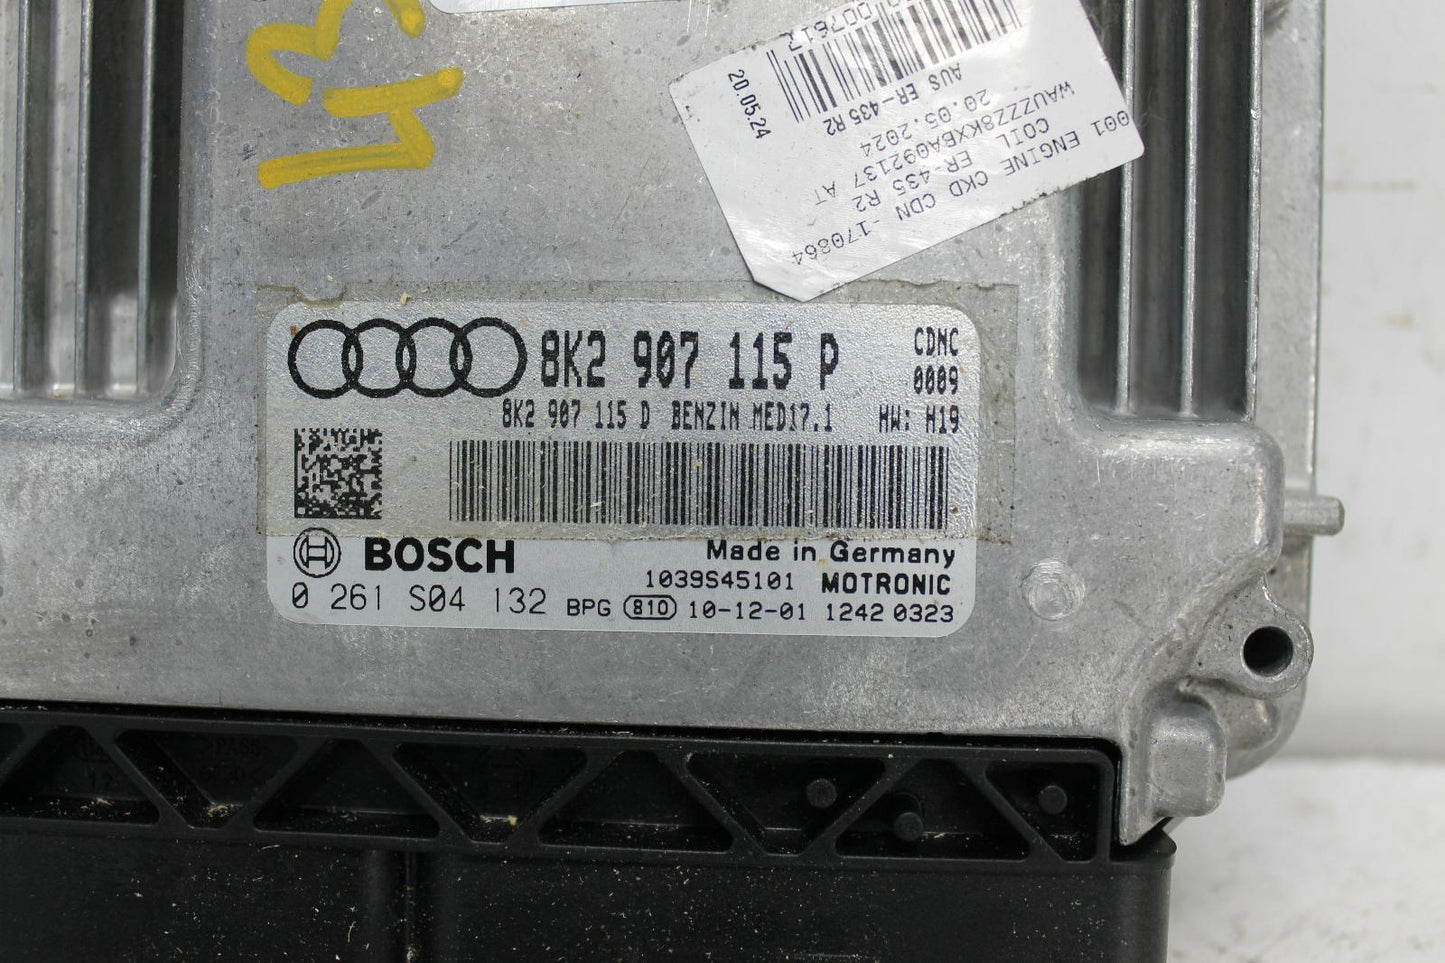 43
007617
20.05.24
AUS ER-435 R2
20.05.2024
WAUZZZ8KXBA092137 AT
COIL ER-435 R2
001 ENGINE CKD CDN -170864
8K2 907 115 P CDNC
0009
8K2 907 115 D BENZIN MED17.1 HW: H19
BOSCH Made in Germany
1039S45101 MOTRONIC
0 261 S04 132 BPG 810 10-12-01 1242 0323